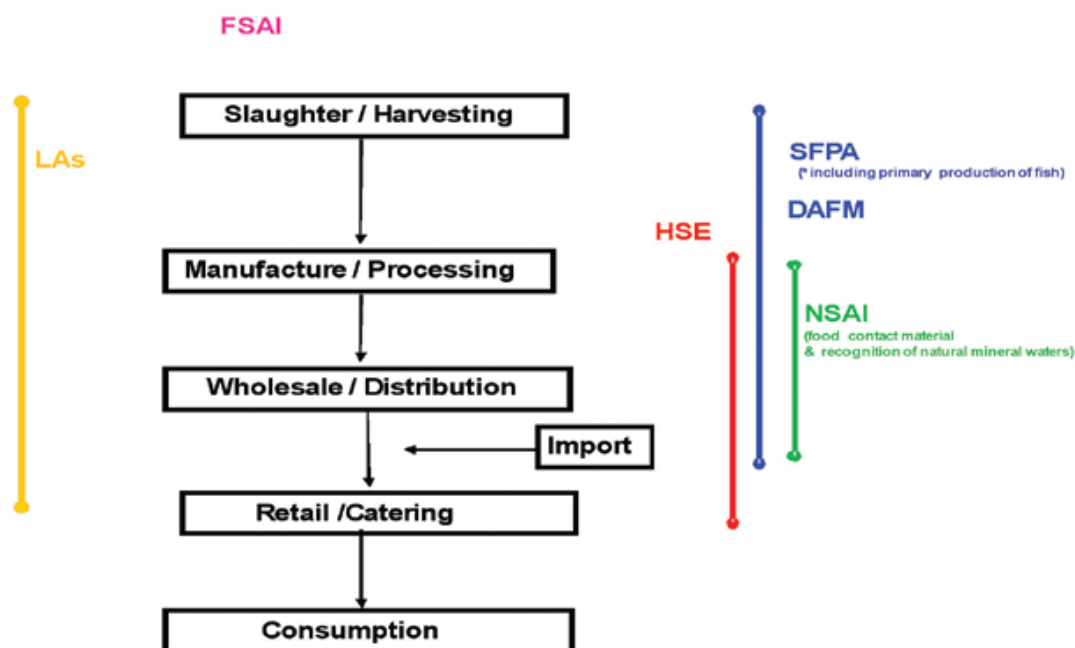 FSAI
Slaughter / Harvesting
LAs
SFPA
(* including primary production of fish)
DAFM
HSE
Manufacture / Processing
NSAI
(food contact material
& recognition of natural mineral waters)
Wholesale / Distribution
Import
Retail /Catering
Consumption